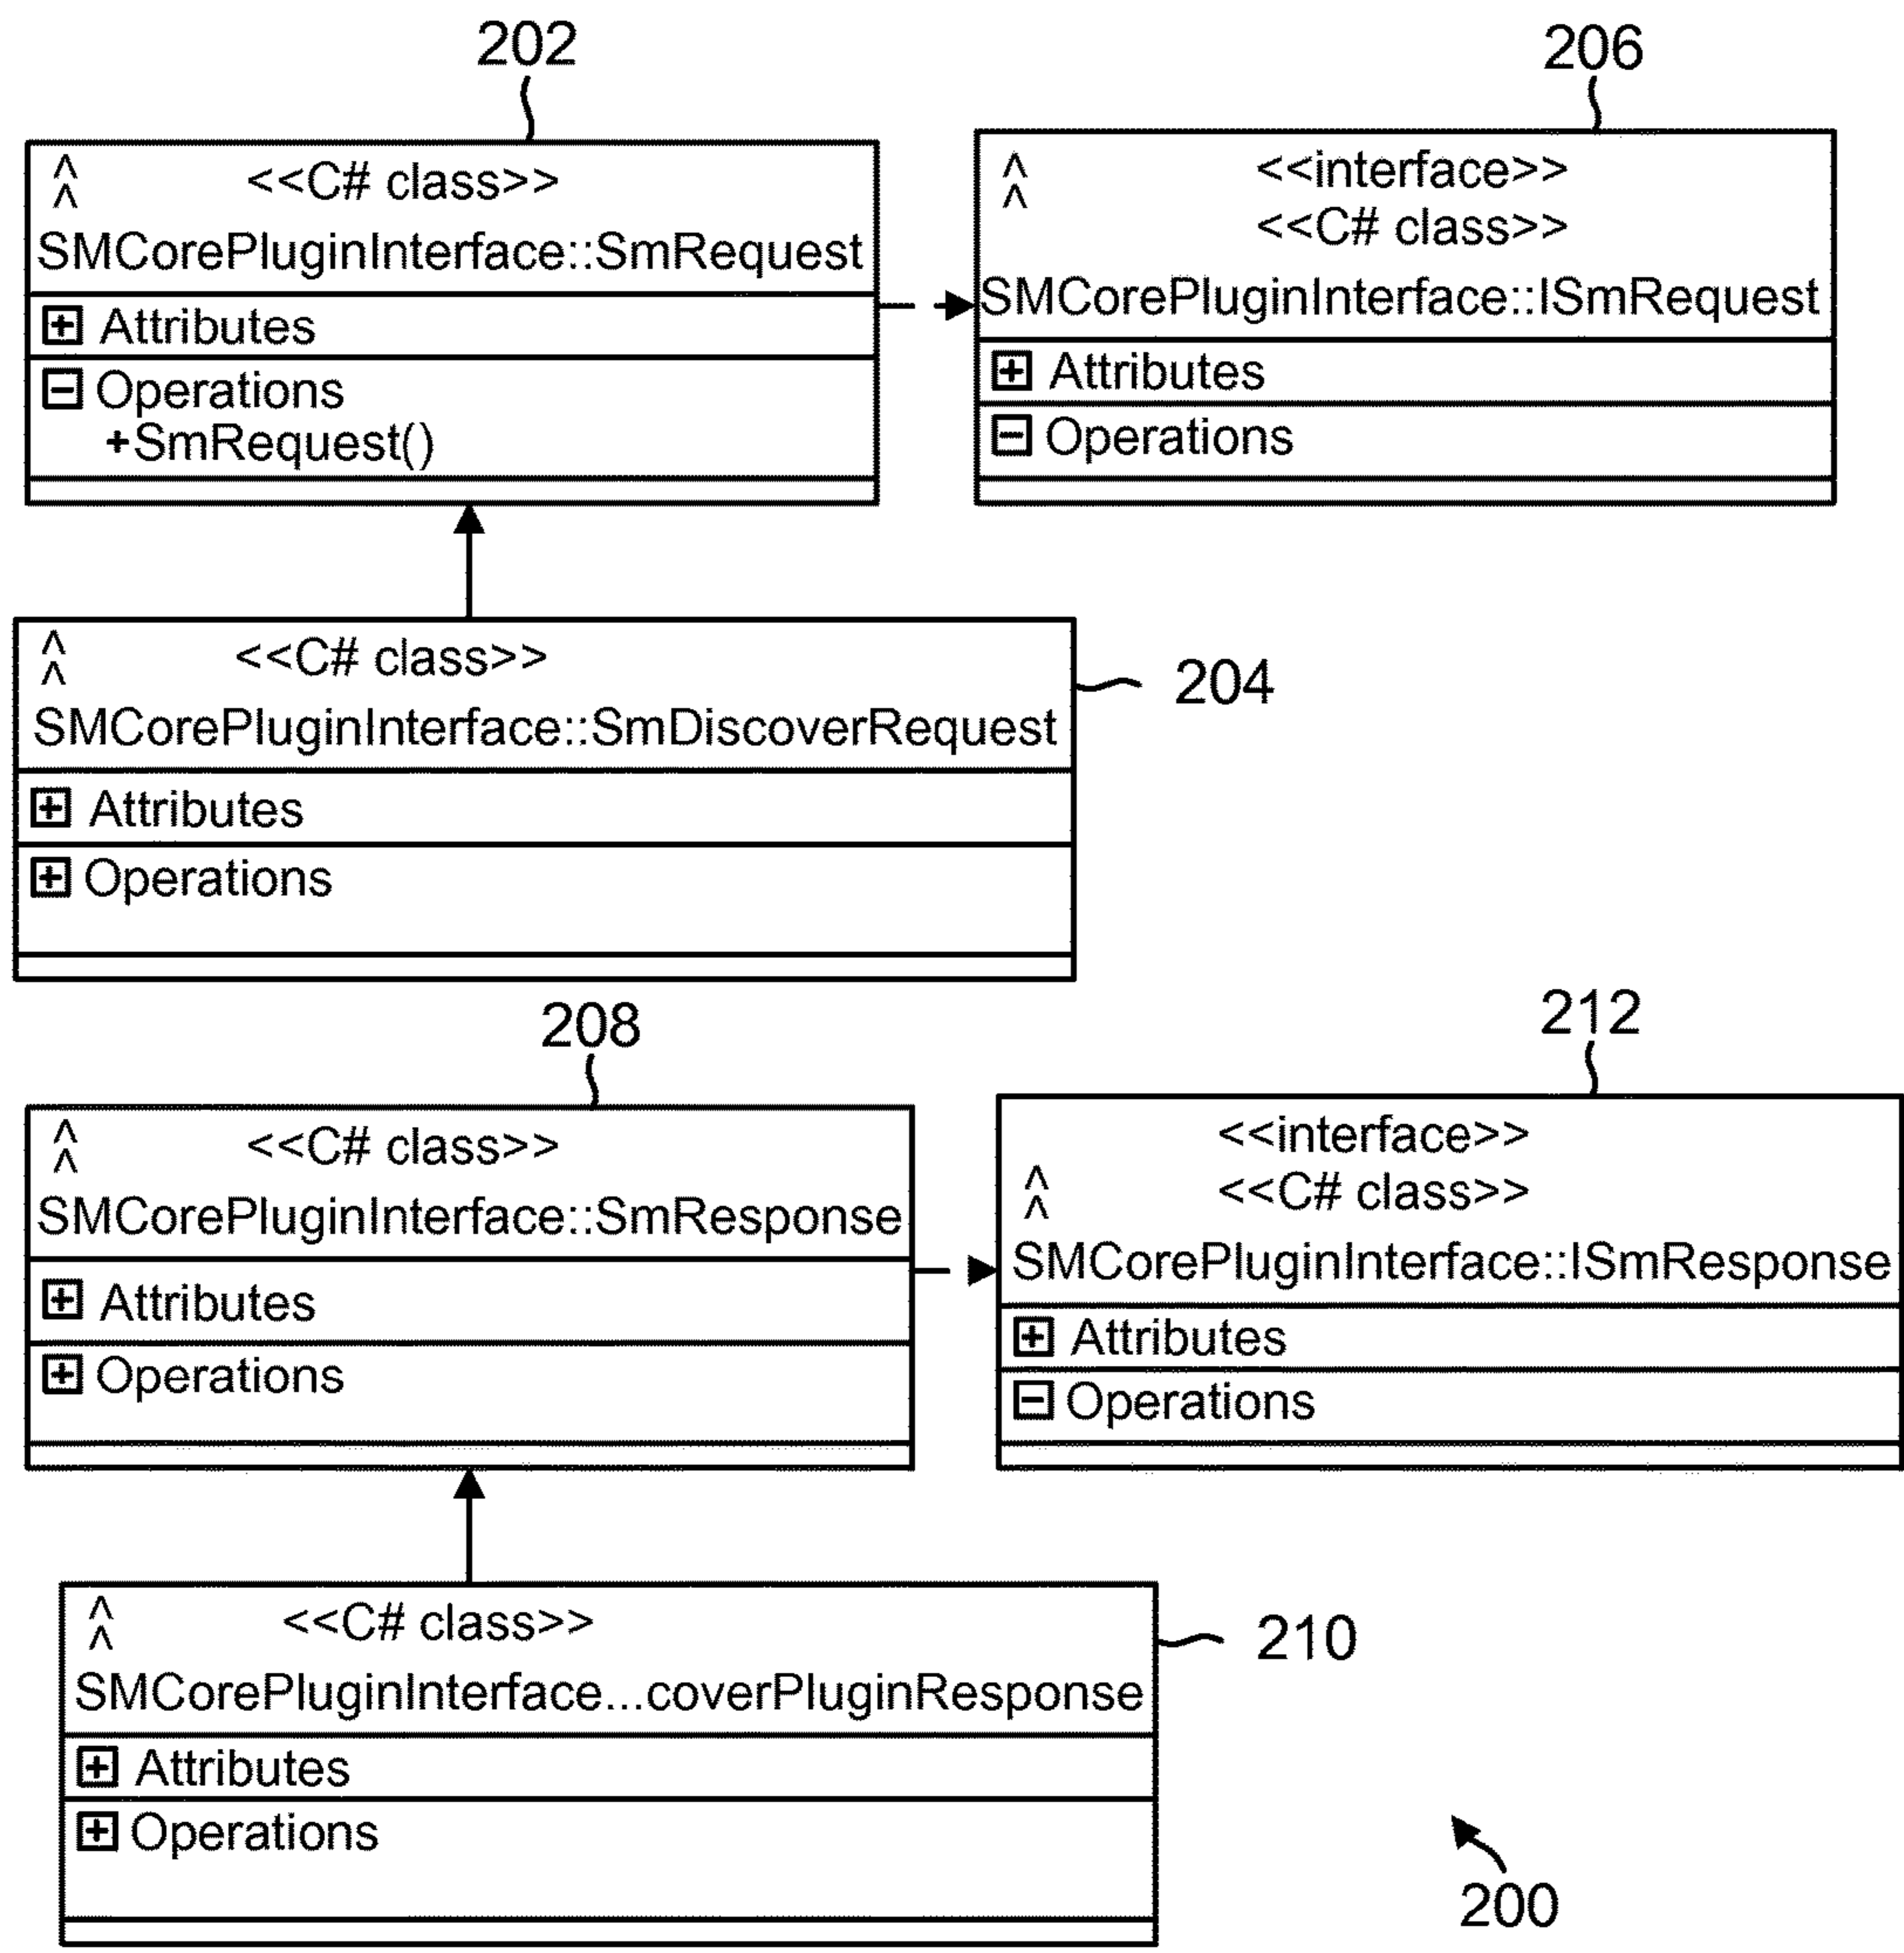 202
<<C# class>>
SMCorePluginInterface::SmRequest
Attributes
Operations
+SmRequest()
206
<<interface>>
<<C# class>>
SMCorePluginInterface::ISmRequest
Attributes
Operations
<<C# class>>
SMCorePluginInterface::SmDiscoverRequest
Attributes
Operations
204
208
<<C# class>>
SMCorePluginInterface::SmResponse
Attributes
Operations
212
<<interface>>
<<C# class>>
SMCorePluginInterface::ISmResponse
Attributes
Operations
<<C# class>>
SMCorePluginInterface...coverPluginResponse
Attributes
Operations
210
200